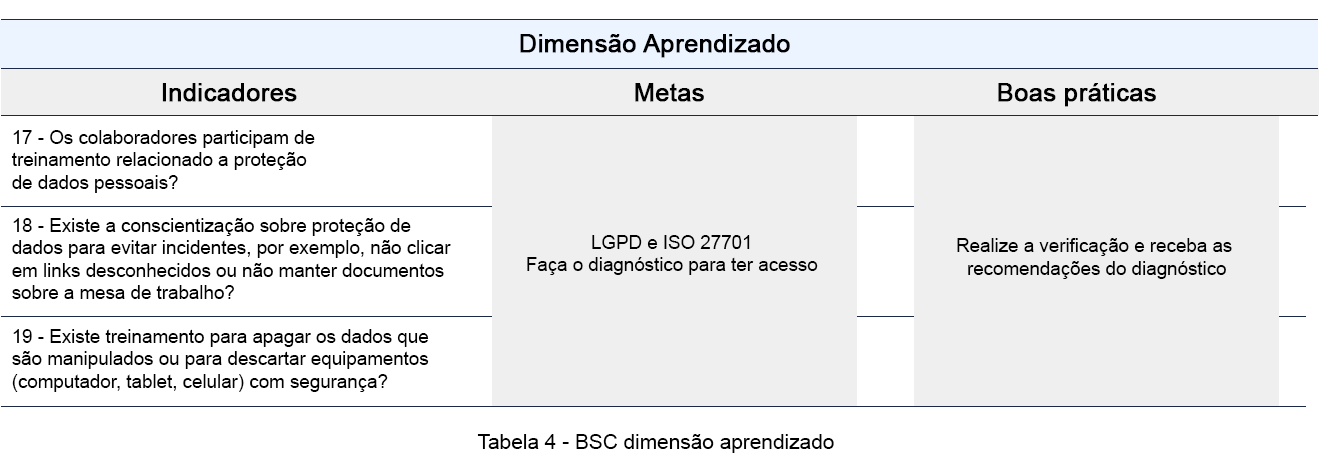 Dimensão Aprendizado
Indicadores
Metas
Boas práticas
17 - Os colaboradores participam de
treinamento relacionado a proteção
de dados pessoais?
18 - Existe a conscientização sobre proteção de
dados para evitar incidentes, por exemplo, não clicar
em links desconhecidos ou não manter documentos
sobre a mesa de trabalho?
19 - Existe treinamento para apagar os dados que
são manipulados ou para descartar equipamentos
(computador, tablet, celular) com segurança?
LGPD e ISO 27701
Faça o diagnóstico para ter acesso
Realize a verificação e receba as
recomendações do diagnóstico
Tabela 4 - BSC dimensão aprendizado